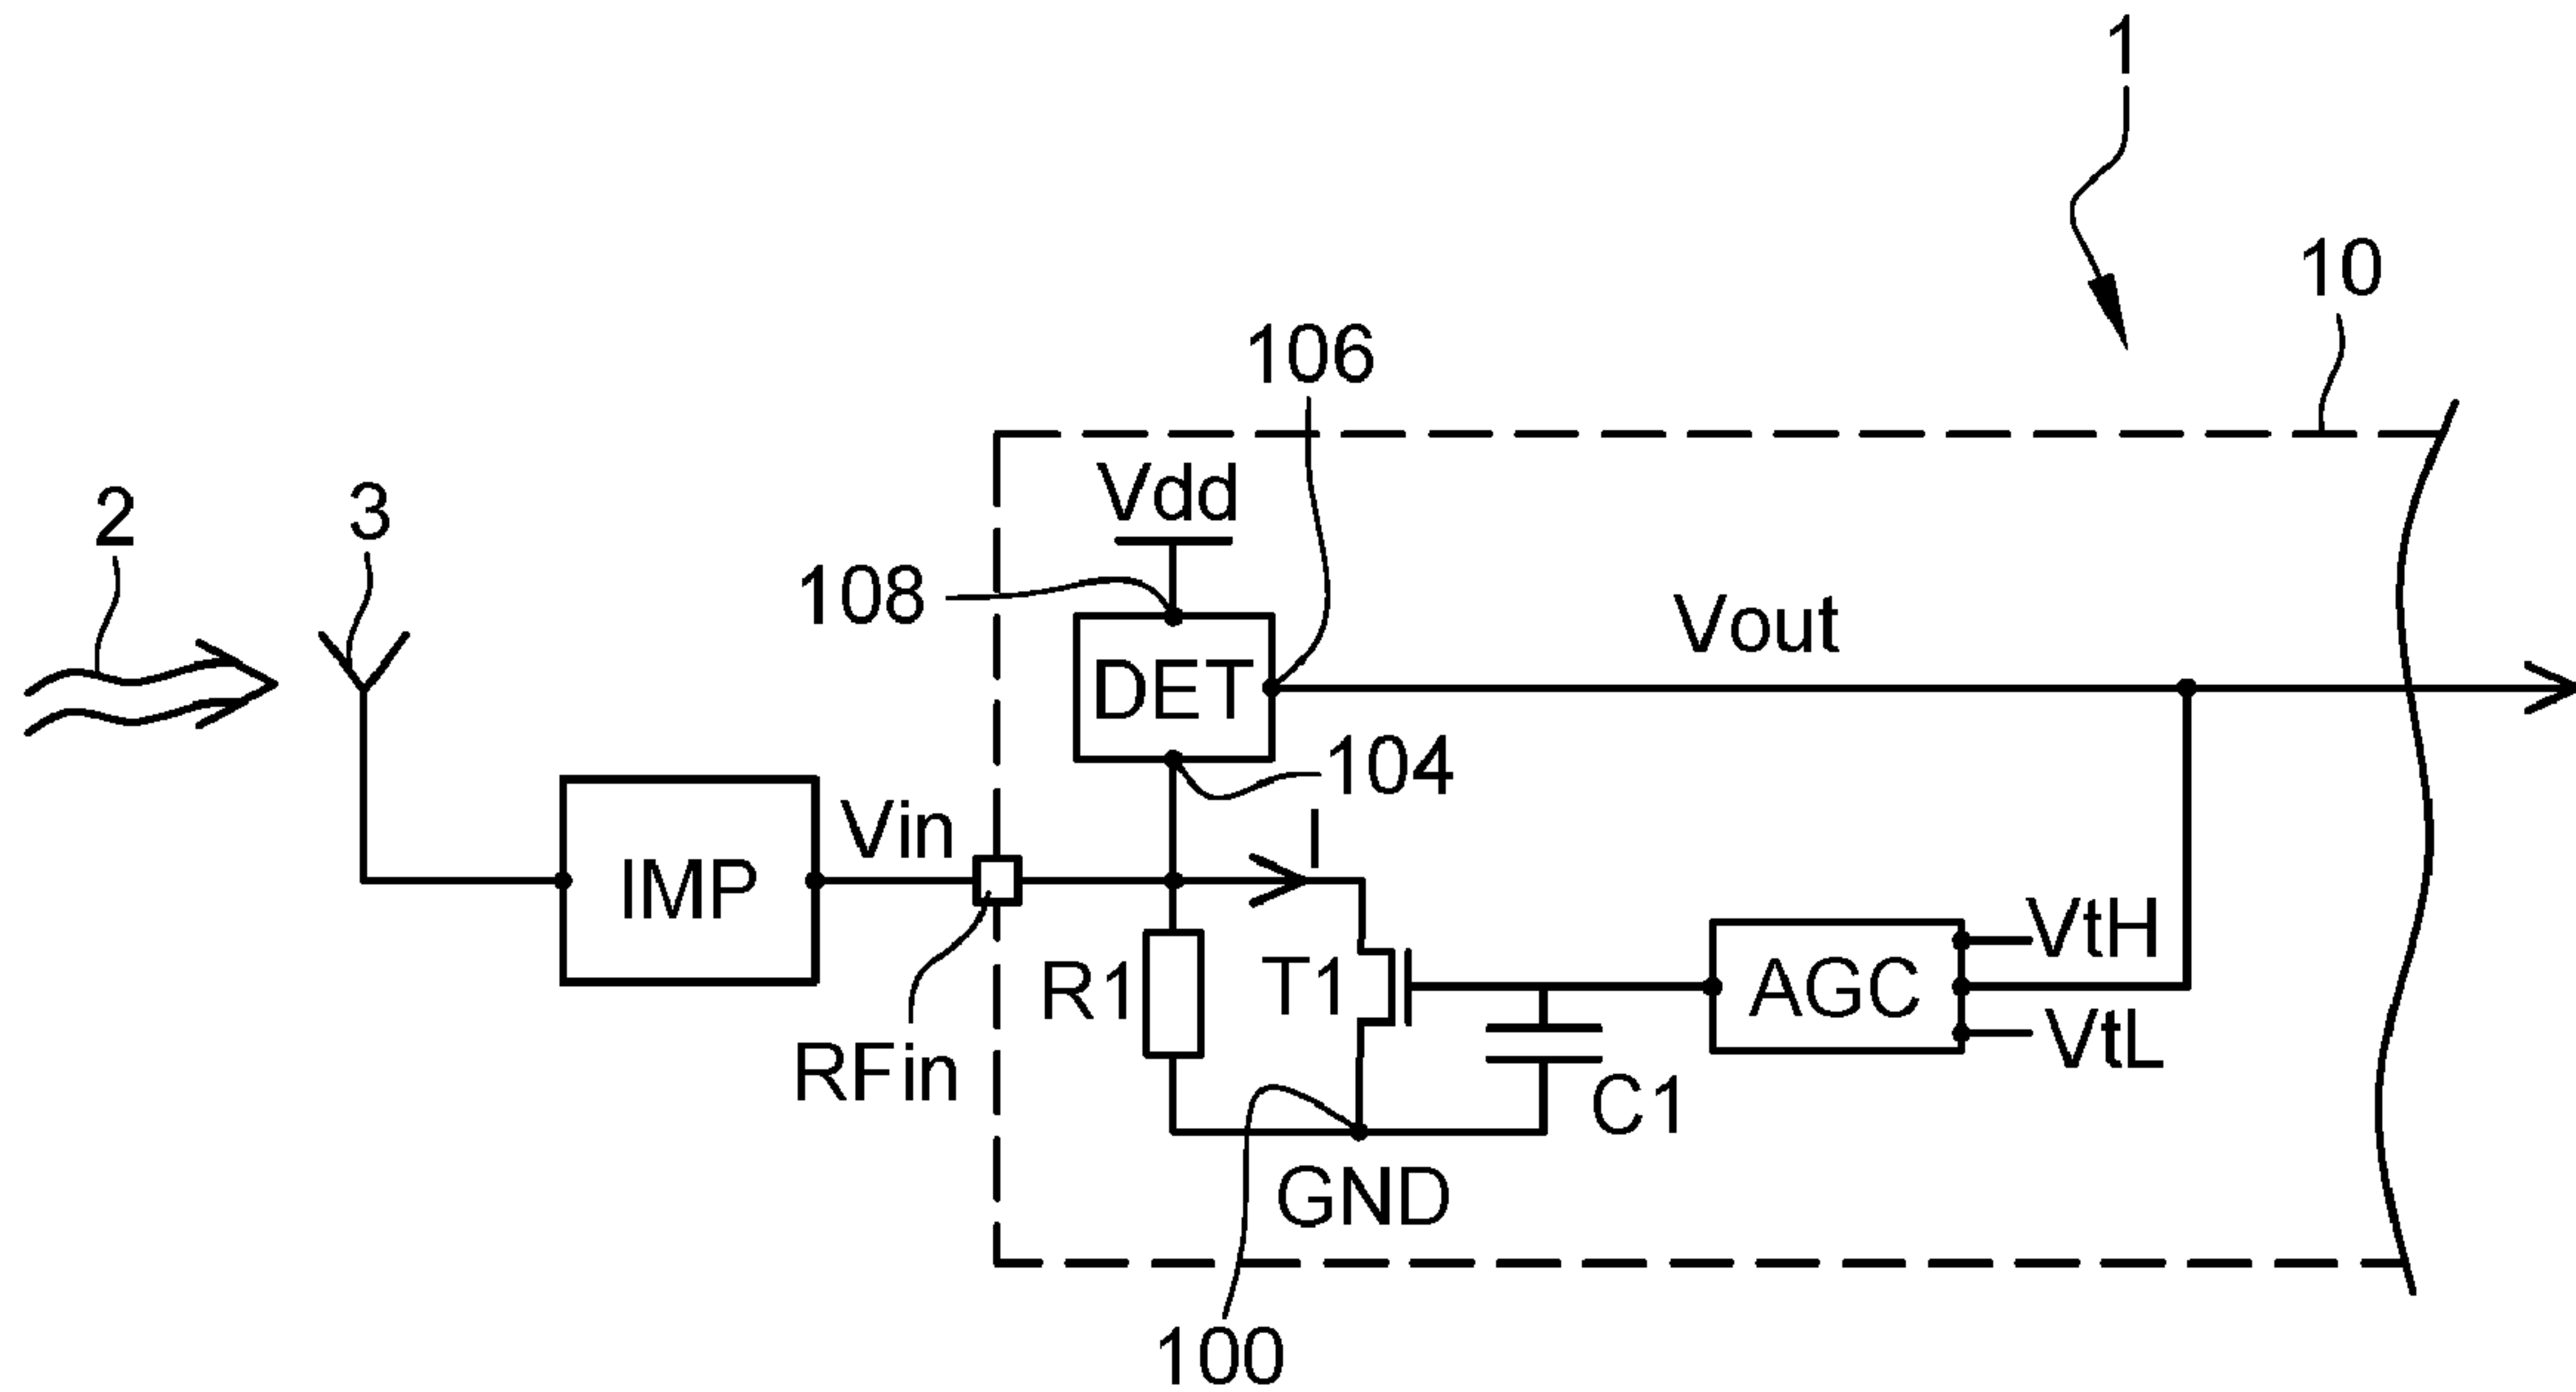 1
10
106
Vdd
2
3
108
Vout
DET
104
Vin
I
IMP
VtH
R1
T1
AGC
VtL
RFin
C1
GND
100